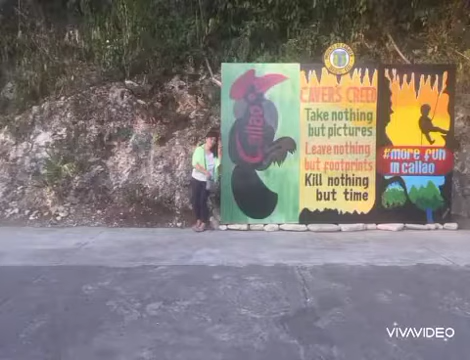 Callao
CAVER'S CREED
Take nothing
but pictures
Leave nothing
but footprints
Kill nothing
but time
#more fun
in callao
VIVAVIDEO